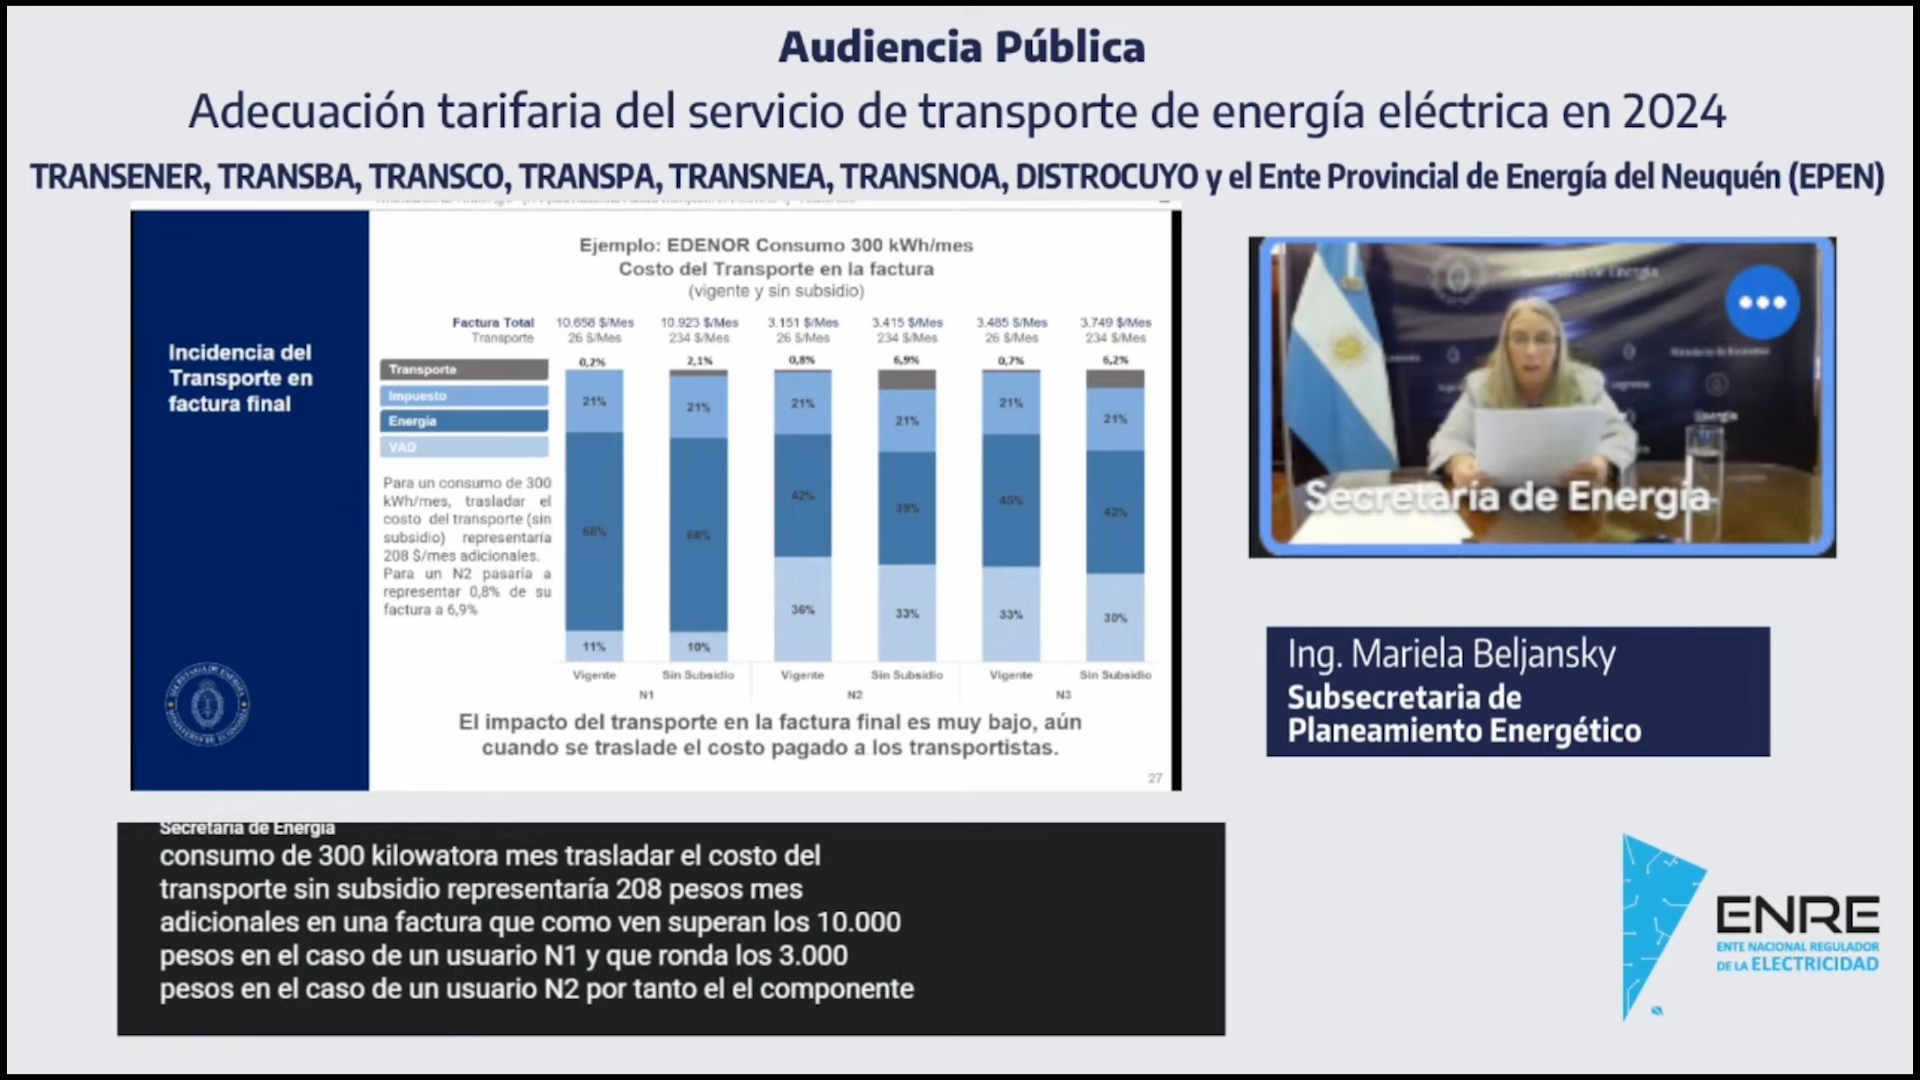 Audiencia Pública
Adecuación tarifaria del servicio de transporte de energía eléctrica en 2024
TRANSENER, TRANSBA, TRANSCO, TRANSPA, TRANSNEA, TRANSNOA, DISTROCUYO y el Ente Provincial de Energía del Neuquén (EPEN)
Incidencia del
Transporte en
factura final
Ejemplo: EDENOR Consumo 300 kWh/mes
Costo del Transporte en la factura
(vigente y sin subsidio)
Factura Total 10.658 $/Mes 10.923 $/Mes 3.151 $/Mes 3.415 $/Mes 3.485 $/Mes 3.749 $/Mes
Transporte 26 $/Mes 234 $/Mes 26 $/Mes 234 $/Mes 26 $/Mes 234 $/Mes
0,2% 2,1% 0,8% 6,9% 0,7% 6,2%
Transporte
Impuesto
Energía
VAD
21% 21% 21% 21% 21% 21%
68% 66% 42% 39% 45% 42%
11% 10% 36% 33% 33% 30%
Para un consumo de 300
kWh/mes, trasladar el
costo del transporte (sin
subsidio) representaría
208 $/mes adicionales.
Para un N2 pasaría a
representar 0,8% de su
factura a 6,9%
Vigente Sin Subsidio Vigente Sin Subsidio Vigente Sin Subsidio
N1 N2 N3
El impacto del transporte en la factura final es muy bajo, aún
cuando se traslade el costo pagado a los transportistas.
27
Secretaría de Energía
Ing. Mariela Beljansky
Subsecretaria de
Planeamiento Energético
Secretaría de Energía
consumo de 300 kilowatora mes trasladar el costo del
transporte sin subsidio representaría 208 pesos mes
adicionales en una factura que como ven superan los 10.000
pesos en el caso de un usuario N1 y que ronda los 3.000
pesos en el caso de un usuario N2 por tanto el el componente
ENRE
ENTE NACIONAL REGULADOR
DE LA ELECTRICIDAD